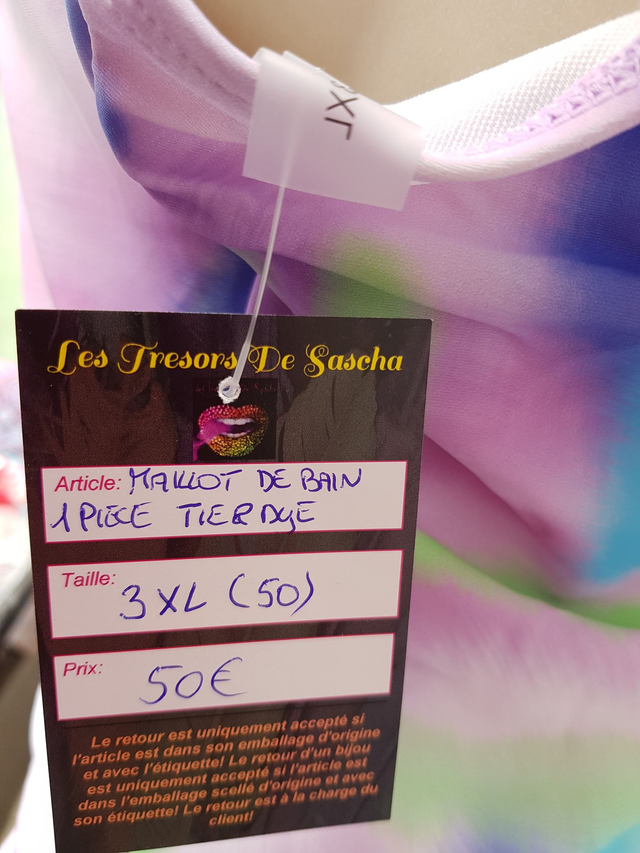 3XL
Les Tresors De Sascha
Article: MAILLOT DE BAIN
1 PIECE TIE R DYE
Taille:
3XL (50)
Prix:
50€
Le retour est uniquement accepté si
l'article est dans son emballage d'origine
et avec l'étiquette! Le retour d'un bijou
est uniquement accepté si l'article est
dans l'emballage scellé d'origine et avec
son étiquette! Le retour est à la charge du
client!